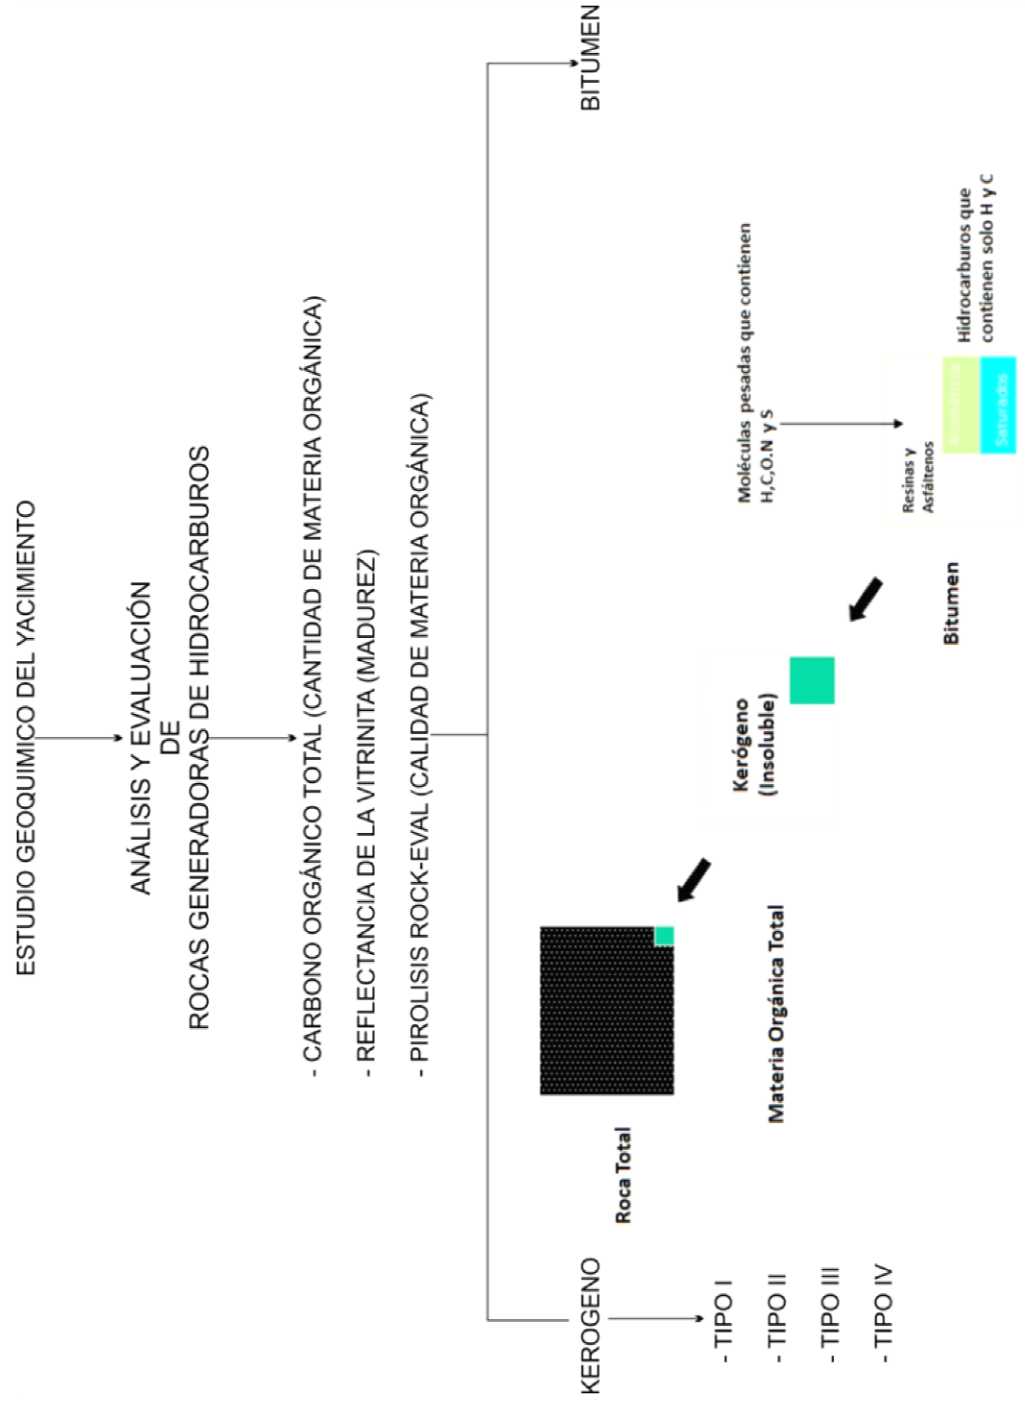 ESTUDIO GEOQUIMICO DEL YACIMIENTO
ANÁLISIS Y EVALUACIÓN
DE
ROCAS GENERADORAS DE HIDROCARBUROS
- CARBONO ORGÁNICO TOTAL (CANTIDAD DE MATERIA ORGÁNICA)
- REFLECTANCIA DE LA VITRINITA (MADUREZ)
- PIROLISIS ROCK-EVAL (CALIDAD DE MATERIA ORGÁNICA)
KEROGENO
BITUMEN
- TIPO I
- TIPO II
- TIPO III
- TIPO IV
Roca Total
Materia Orgánica Total
Kerógeno
(Insoluble)
Bitumen
Moléculas pesadas que contienen
H,C,O.N y S
Resinas y
Asfáltenos
Aromáticos
Saturados
Hidrocarburos que
contienen solo H y C